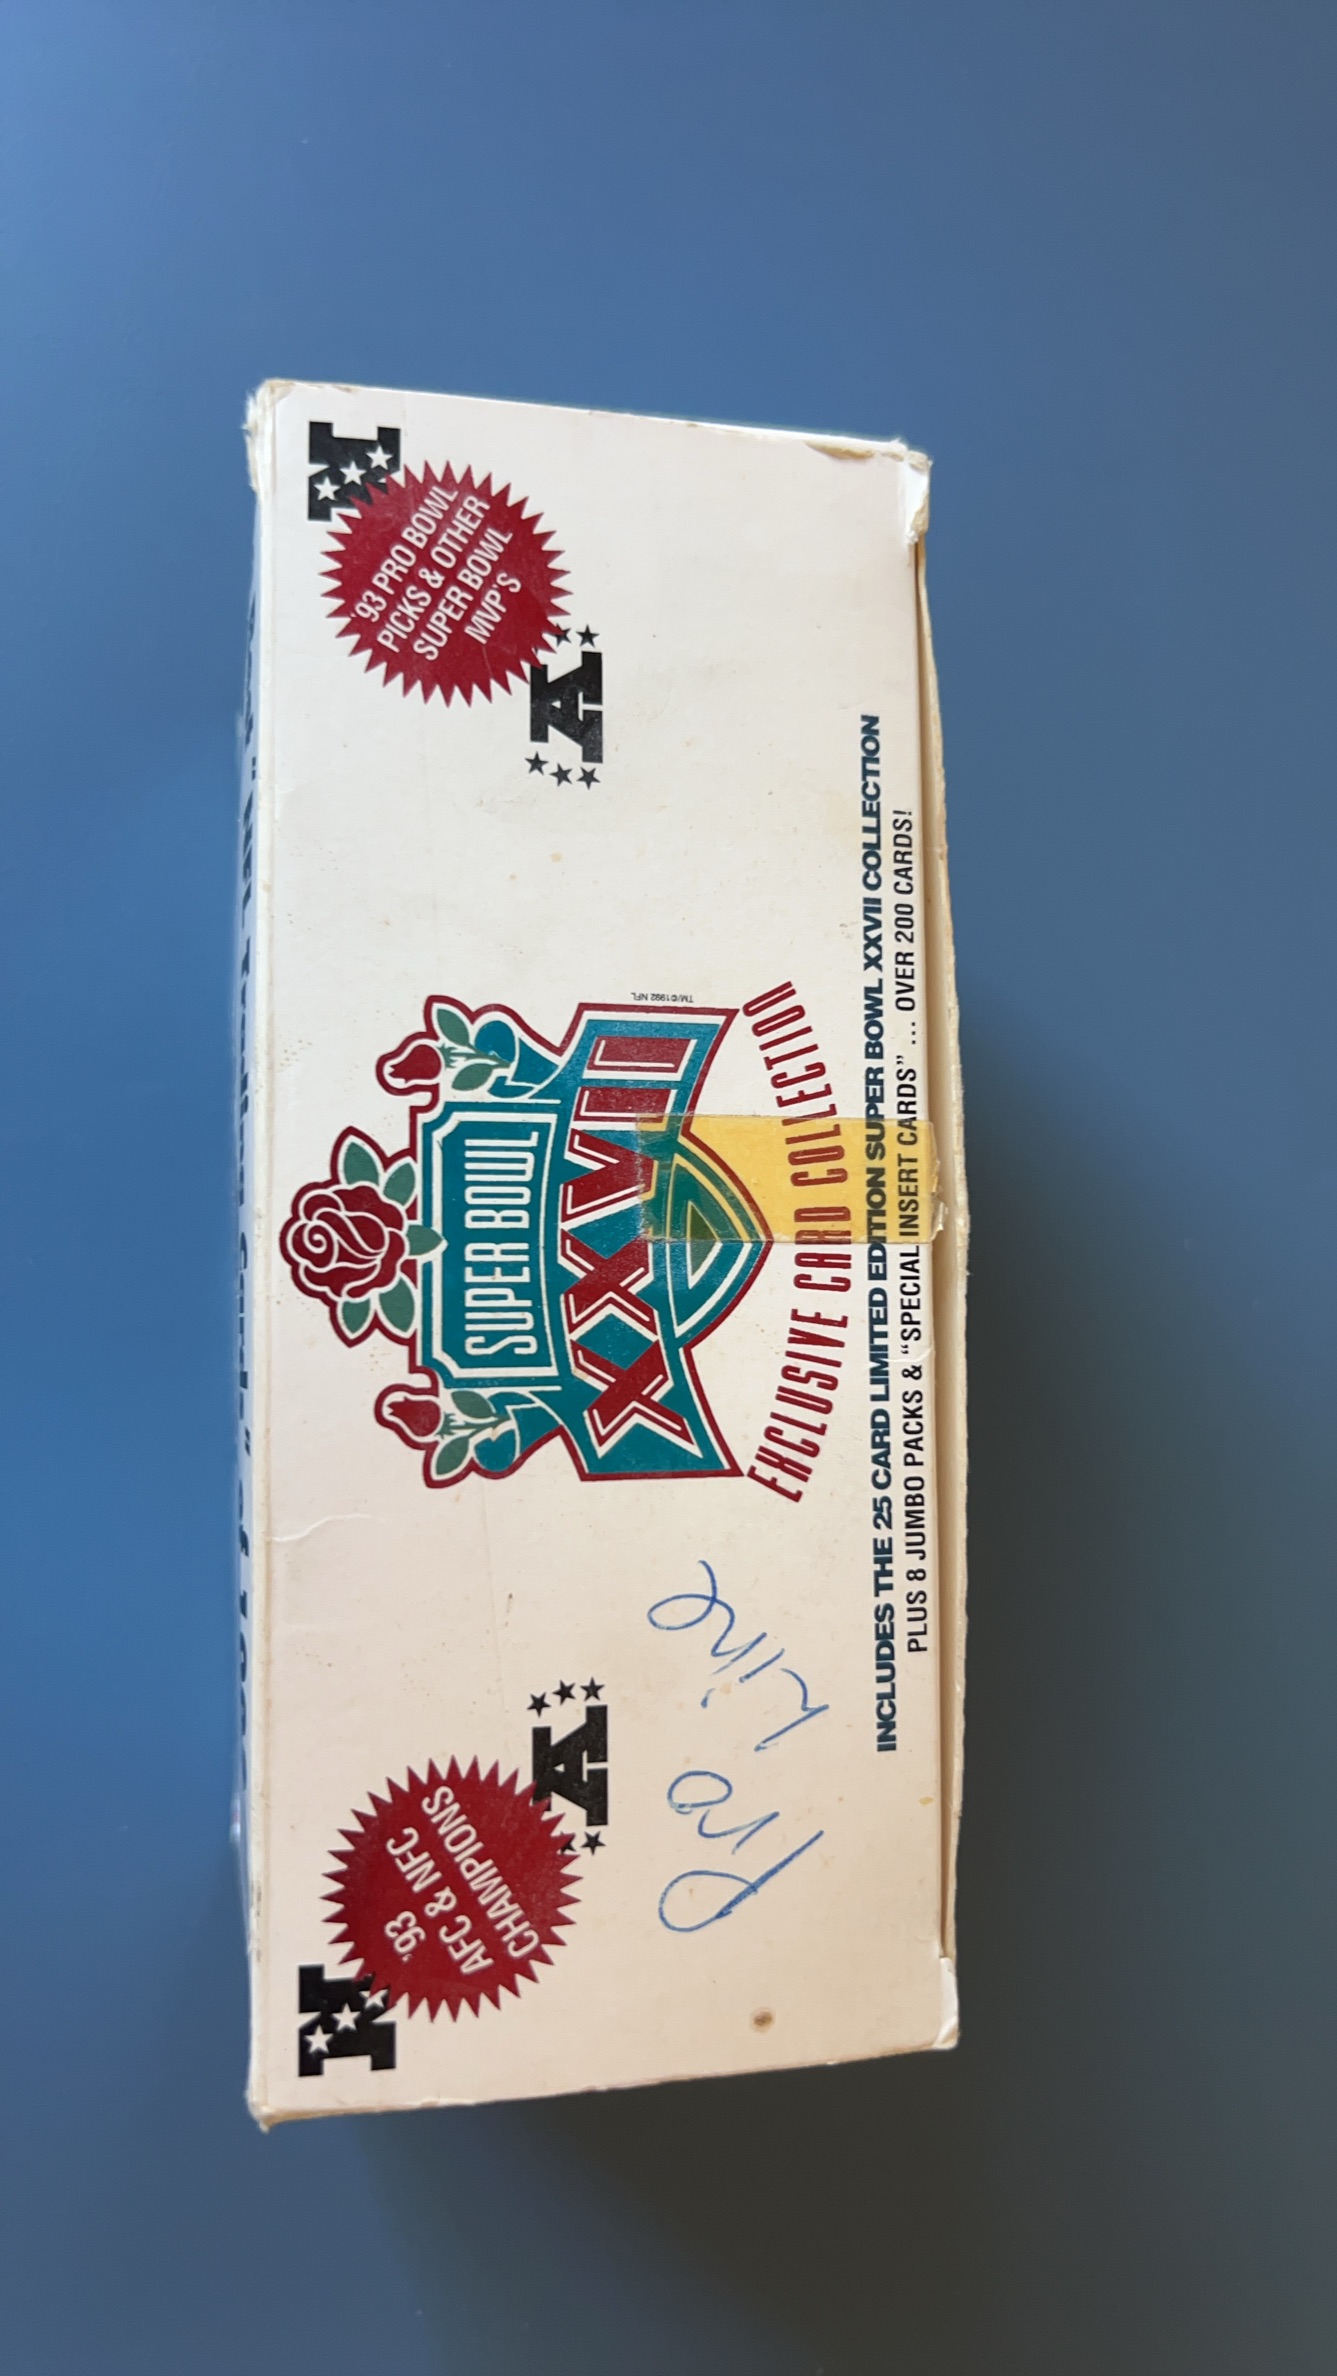 '93 PRO BOWL
PICKS & OTHER
SUPER BOWL
MVP'S
'93
AFC & NFC
CHAMPIONS
N
A
N
A
SUPER BOWL
XXVII
TM/©1992 NFL
EXCLUSIVE CARD COLLECTION
Pro Line
INCLUDES THE 25 CARD LIMITED EDITION SUPER BOWL XXVII COLLECTION
PLUS 8 JUMBO PACKS & “SPECIAL INSERT CARDS” ... OVER 200 CARDS!